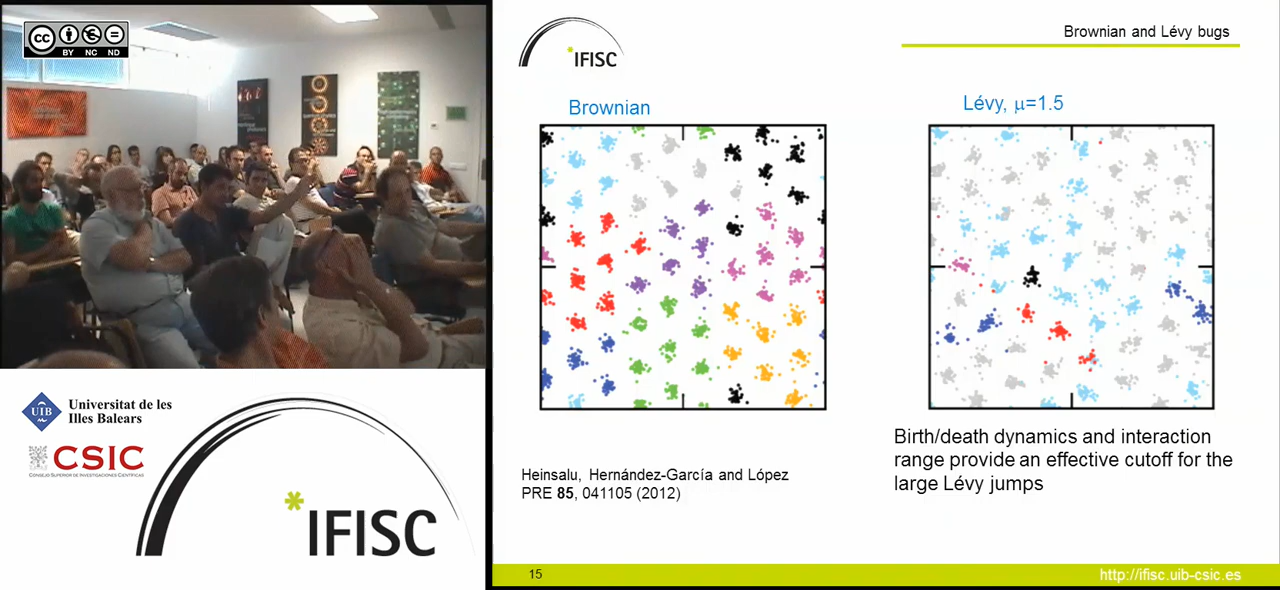 cc
BY NC ND
Universitat de les
Illes Balears
UIB
CSIC
CONSEJO SUPERIOR DE INVESTIGACIONES CIENTÍFICAS
*IFISC
*IFISC
Brownian and Lévy bugs
Brownian
Lévy, μ=1.5
Birth/death dynamics and interaction
range provide an effective cutoff for the
large Lévy jumps
Heinsalu, Hernández-García and López
PRE 85, 041105 (2012)
15
http://ifisc.uib-csic.es